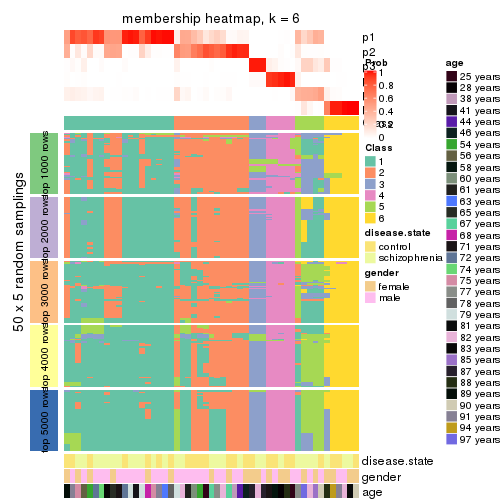 membership heatmap, k = 6
p1
p2
p3
Prob
1
0.8
0.6
0.4
0.2
0
Class
1
2
3
4
5
6
disease.state
control
schizophrenia
gender
female
male
age
25 years
28 years
38 years
41 years
44 years
46 years
54 years
56 years
58 years
60 years
61 years
63 years
65 years
67 years
68 years
71 years
72 years
74 years
75 years
77 years
78 years
79 years
81 years
82 years
83 years
85 years
87 years
88 years
89 years
90 years
91 years
94 years
97 years
50 x 5 random samplings
top 1000 rows
top 2000 rows
top 3000 rows
top 4000 rows
top 5000 rows
disease.state
gender
age